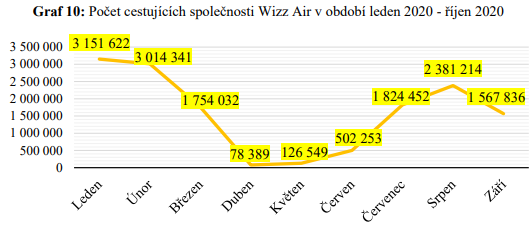 Graf 10: Počet cestujících společnosti Wizz Air v období leden 2020 - říjen 2020
3 500 000
3 000 000
2 500 000
2 000 000
1 500 000
1 000 000
500 000
0
3 151 622
3 014 341
1 754 032
78 389
126 549
502 253
1 824 452
2 381 214
1 567 836
Leden
Únor
Březen
Duben
Květen
Červen
Červenec
Srpen
Září